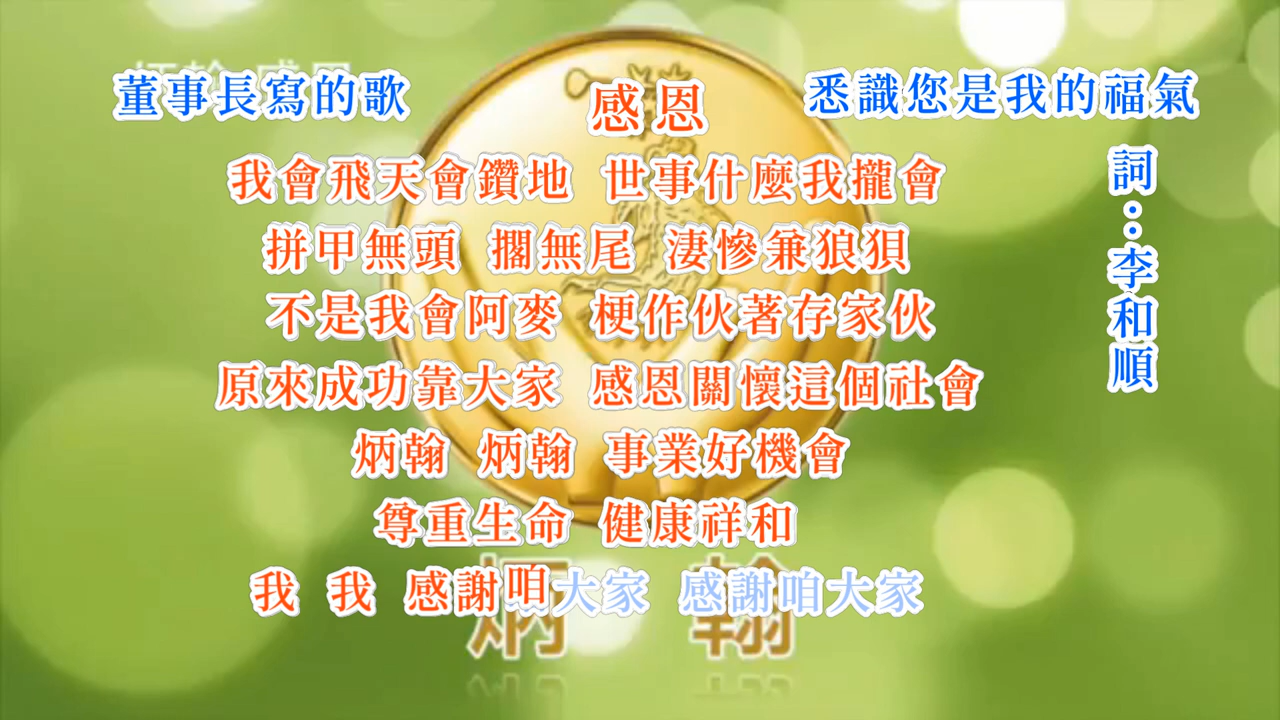 董事長寫的歌
感恩
悉識您是我的福氣
詞：李和順
我會飛天會鑽地 世事什麼我攏會
拼甲無頭 擱無尾 淒慘兼狼狽
不是我會阿麥 梗作伙著存家伙
原來成功靠大家 感恩關懷這個社會
炳翰 炳翰 事業好機會
尊重生命 健康祥和
我 我 感謝咱大家 感謝咱大家
炳翰